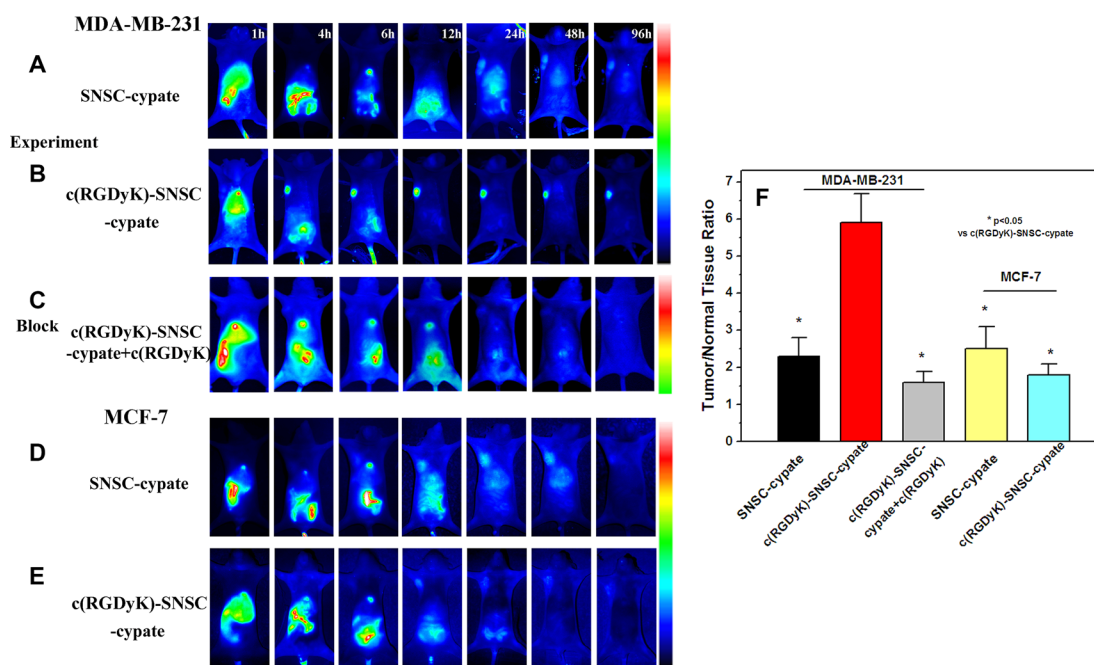 MDA-MB-231
1h 4h 6h 12h 24h 48h 96h
A
SNSC-cypate
Experiment
B
c(RGDyK)-SNSC
-cypate
C
Block
c(RGDyK)-SNSC
-cypate+c(RGDyK)
MCF-7
D
SNSC-cypate
E
c(RGDyK)-SNSC
-cypate
F
MDA-MB-231
* p<0.05
vs c(RGDyK)-SNSC-cypate
MCF-7
* * * *
Tumor/Normal Tissue Ratio
7
6
5
4
3
2
1
0
SNSC-cypate
c(RGDyK)-SNSC-cypate
c(RGDyK)-SNSC-
cypate+c(RGDyK)
SNSC-cypate
c(RGDyK)-SNSC-cypate